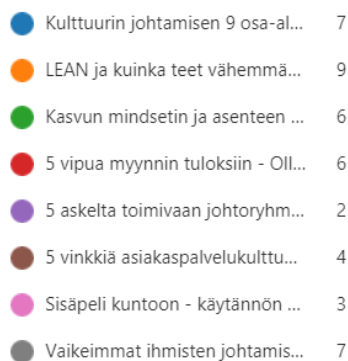 Kulttuurin johtamisen 9 osa-al... 7
LEAN ja kuinka teet vähemmä... 9
Kasvun mindsetin ja asenteen ... 6
5 vipua myynnin tuloksiin - Oll... 6
5 askelta toimivaan johtoryhm... 2
5 vinkkiä asiakaspalvelukulttu... 4
Sisäpeli kuntoon - käytännön ... 3
Vaikeimmat ihmisten johtamis... 7